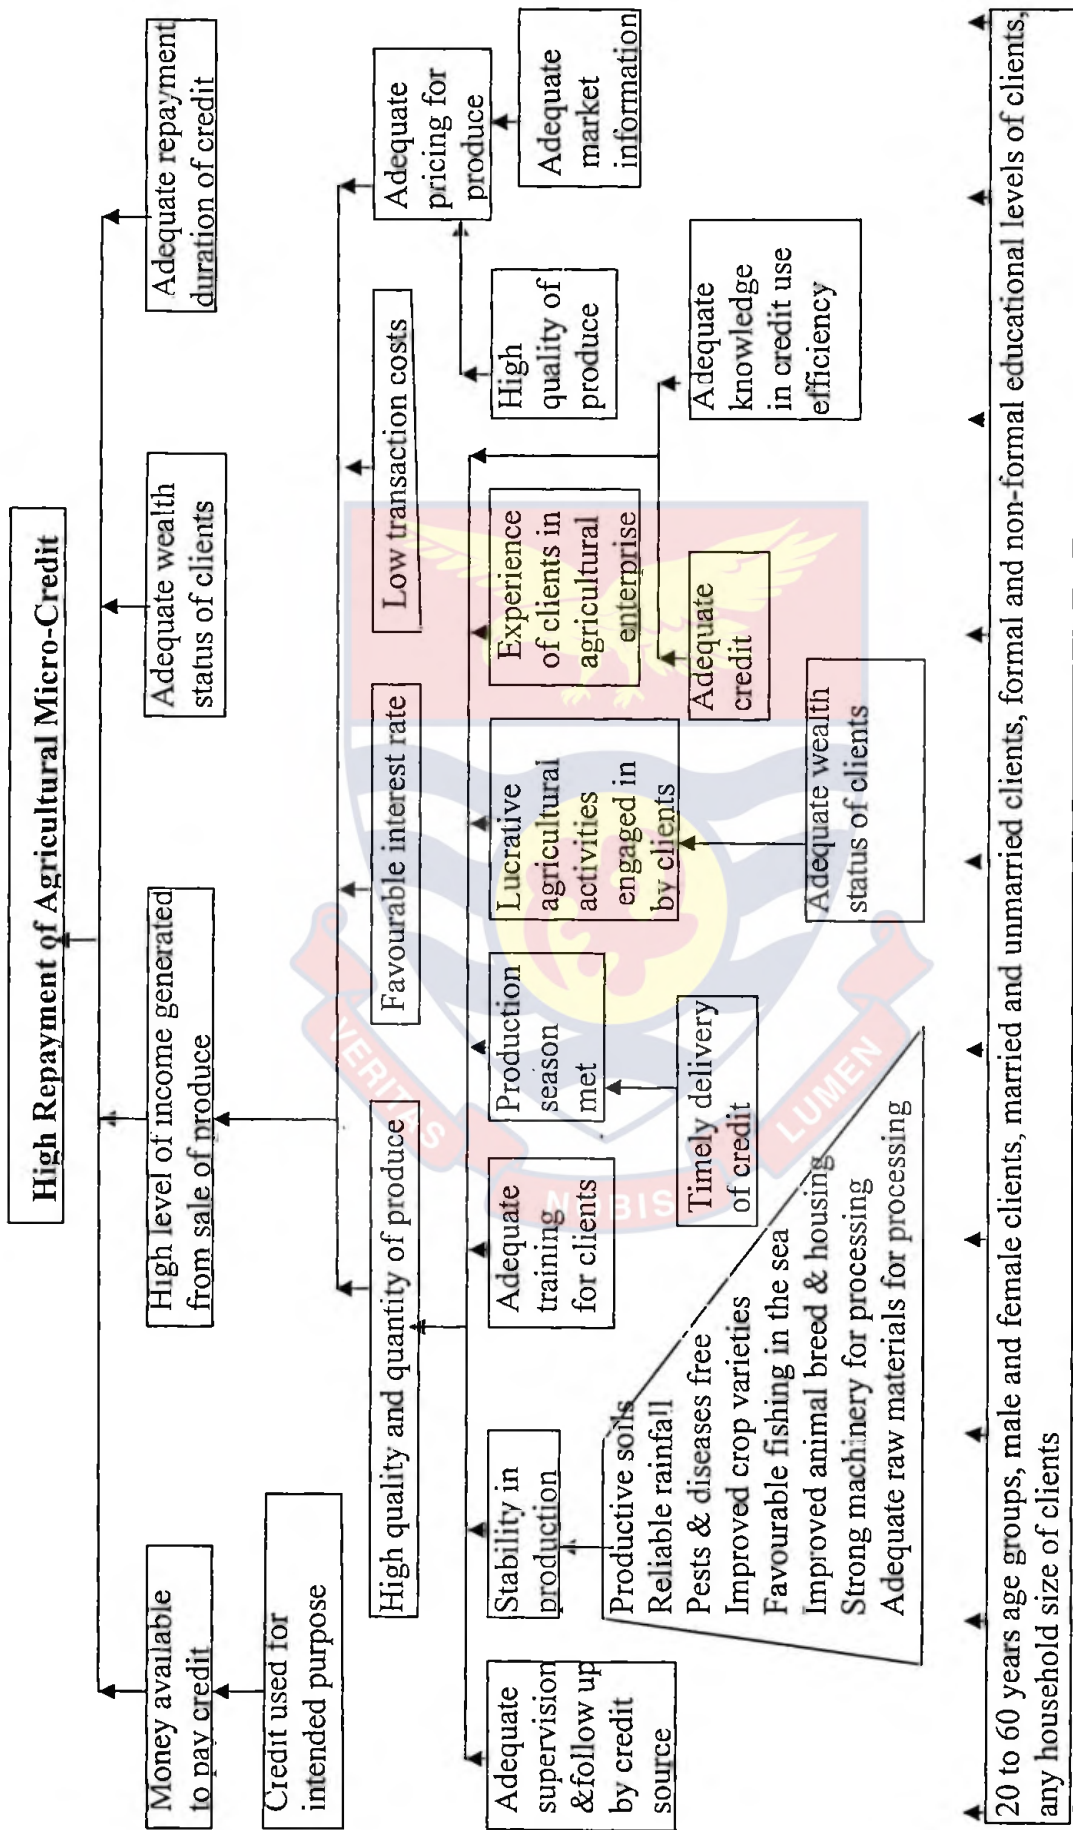 High Repayment of Agricultural Micro-Credit
Money available
to pay credit
High level of income generated
from sale of produce
Adequate wealth
status of clients
Adequate repayment
duration of credit
Credit used for
intended purpose
High quality and quantity of produce
Favourable interest rate
Low transaction costs
Adequate
pricing for
produce
Adequate
supervision
&follow up
by credit
source
Stability in
production
Adequate
training
for clients
Production
season
met
Lucrative
agricultural
activities
engaged in
by clients
Experience
of clients in
agricultural
enterprise
High
quality of
produce
Adequate
market
information
Productive soils
Reliable rainfall
Pests & diseases free
Improved crop varieties
Favourable fishing in the sea
Improved animal breed & housing
Strong machinery for processing
Adequate raw materials for processing
Timely delivery
of credit
Adequate
credit
Adequate
knowledge
in credit use
efficiency
Adequate wealth
status of clients
20 to 60 years age groups, male and female clients, married and unmarried clients, formal and non-formal educational levels of clients,
any household size of clients
VERITAS
NOBIS
LUMEN